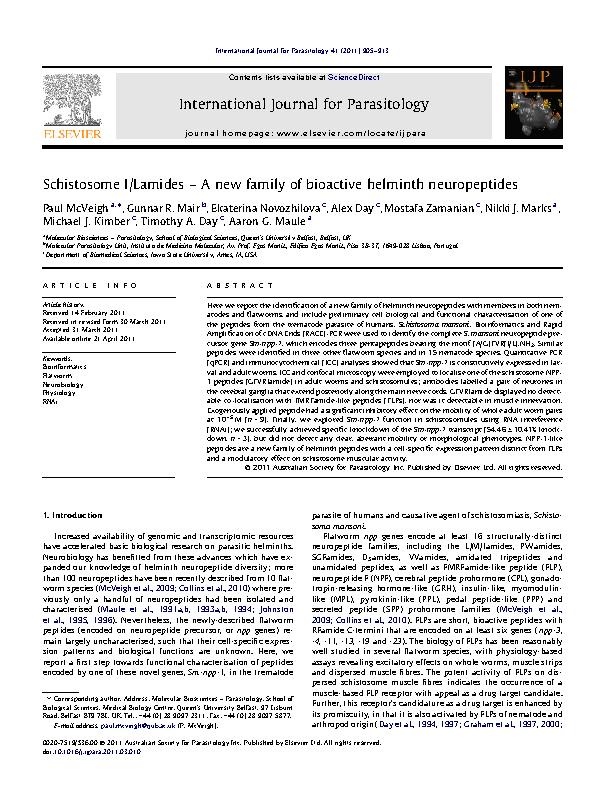 International Journal for Parasitology 41 (2011) 905–913
Contents lists available at ScienceDirect
International Journal for Parasitology
journal homepage: www.elsevier.com/locate/ijpara
ELSEVIER
IJP
Schistosome I/Lamides – A new family of bioactive helminth neuropeptides
Paul McVeigh a,*, Gunnar R. Mair b, Ekaterina Novozhilova c, Alex Day c, Mostafa Zamanian c, Nikki J. Marks a,
Michael J. Kimber c, Timothy A. Day c, Aaron G. Maule a
a Molecular Biosciences – Parasitology, School of Biological Sciences, Queen's University Belfast, Belfast, UK
b Molecular Parasitology Unit, Instituto de Medicina Molecular, Av. Prof. Egas Moniz, Edifício Egas Moniz, Piso 3B-37, 1649-028 Lisboa, Portugal
c Department of Biomedical Sciences, Iowa State University, Ames, IA, USA
ARTICLE INFO
Article history:
Received 14 February 2011
Received in revised form 30 March 2011
Accepted 31 March 2011
Available online 21 April 2011
Keywords:
Bioinformatics
Flatworm
Neurobiology
Physiology
RNAi
ABSTRACT
Here we report the identification of a new family of helminth neuropeptides with members in both nem-
atodes and flatworms, and include preliminary cell biological and functional characterisation of one of
the peptides from the trematode parasite of humans, Schistosoma mansoni. Bioinformatics and Rapid
Amplification of cDNA Ends (RACE)-PCR were used to identify the complete S. mansoni neuropeptide pre-
cursor gene Sm-npp-1, which encodes three pentapeptides bearing the motif (A/G)FVR(I/L).NH2. Similar
peptides were identified in three other flatworm species and in 15 nematode species. Quantitative PCR
(qPCR) and immunocytochemical (ICC) analyses showed that Sm-npp-1 is constitutively expressed in lar-
val and adult worms. ICC and confocal microscopy were employed to localise one of the schistosome NPP-
1 peptides (GFVRIamide) in adult worms and schistosomules; antibodies labelled a pair of neurones in
the cerebral ganglia that extend posteriorly along the main nerve cords. GFVRIamide displayed no detect-
able co-localisation with FMRFamide-like peptides (FLPs), nor was it detectable in muscle innervation.
Exogenously applied peptide had a significant inhibitory effect on the mobility of whole adult worm pairs
at 10−5 M (n = 9). Finally, we explored Sm-npp-1 function in schistosomules using RNA interference
(RNAi); we successfully achieved specific knockdown of the Sm-npp-1 transcript (54.46 ± 10.41% knock-
down, n = 3), but did not detect any clear, aberrant mobility or morphological phenotypes. NPP-1-like
peptides are a new family of helminth peptides with a cell-specific expression pattern distinct from FLPs
and a modulatory effect on schistosome muscular activity.
© 2011 Australian Society for Parasitology Inc. Published by Elsevier Ltd. All rights reserved.
1. Introduction
Increased availability of genomic and transcriptomic resources
have accelerated basic biological research on parasitic helminths.
Neurobiology has benefitted from these advances which have ex-
panded our knowledge of helminth neuropeptide diversity; more
than 100 neuropeptides have been recently described from 10 flat-
worm species (McVeigh et al., 2009; Collins et al., 2010) where pre-
viously only a handful of neuropeptides had been isolated and
characterised (Maule et al., 1991a,b, 1993a,b, 1994; Johnston
et al., 1995, 1996). Nevertheless, the newly-described flatworm
peptides (encoded on neuropeptide precursor, or npp genes) re-
main largely uncharacterised, such that their cell-specific expres-
sion patterns and biological functions are unknown. Here, we
report a first step towards functional characterisation of peptides
encoded by one of these novel genes, Sm-npp-1, in the trematode
* Corresponding author. Address: Molecular Biosciences – Parasitology, School of
Biological Sciences, Medical Biology Centre, Queen's University Belfast, 97 Lisburn
Road, Belfast BT9 7BL, UK. Tel.: +44 (0) 28 9097 2311; fax: +44 (0) 28 9097 5877.
E-mail address: paulmcveigh@qub.ac.uk (P. McVeigh).
parasite of humans and causative agent of schistosomiasis, Schisto-
soma mansoni.
Flatworm npp genes encode at least 16 structurally-distinct
neuropeptide families, including the I/M/Lamides, PWamides,
SGFamides, D2amides, VVamides, amidated tripeptides and
unamidated peptides, as well as FMRFamide-like peptide (FLP),
neuropeptide F (NPF), cerebral peptide prohormone (CPL), gonado-
tropin-releasing hormone-like (GRH), insulin-like, myomodulin-
like (MPL), pyrokinin-like (PPL), pedal peptide-like (PPP) and
secreted peptide (SPP) prohormone families (McVeigh et al.,
2009; Collins et al., 2010). FLPs are short, bioactive peptides with
RFamide C-termini that are encoded on at least six genes (npp-3,
-4, -11, -13, -19 and -23). The biology of FLPs has been reasonably
well studied in several flatworm species, with physiology-based
assays revealing excitatory effects on whole worms, muscle strips
and dispersed muscle fibres. The potent activity of FLPs on dis-
persed schistosome muscle fibres indicates the occurrence of a
muscle-based FLP receptor with appeal as a drug target candidate.
Further, this receptor's candidature as a drug target is enhanced by
its promiscuity, in that it is also activated by FLPs of nematode and
arthropod origin (Day et al., 1994, 1997; Graham et al., 1997, 2000;
0020-7519/$36.00 © 2011 Australian Society for Parasitology Inc. Published by Elsevier Ltd. All rights reserved.
doi:10.1016/j.ijpara.2011.03.010